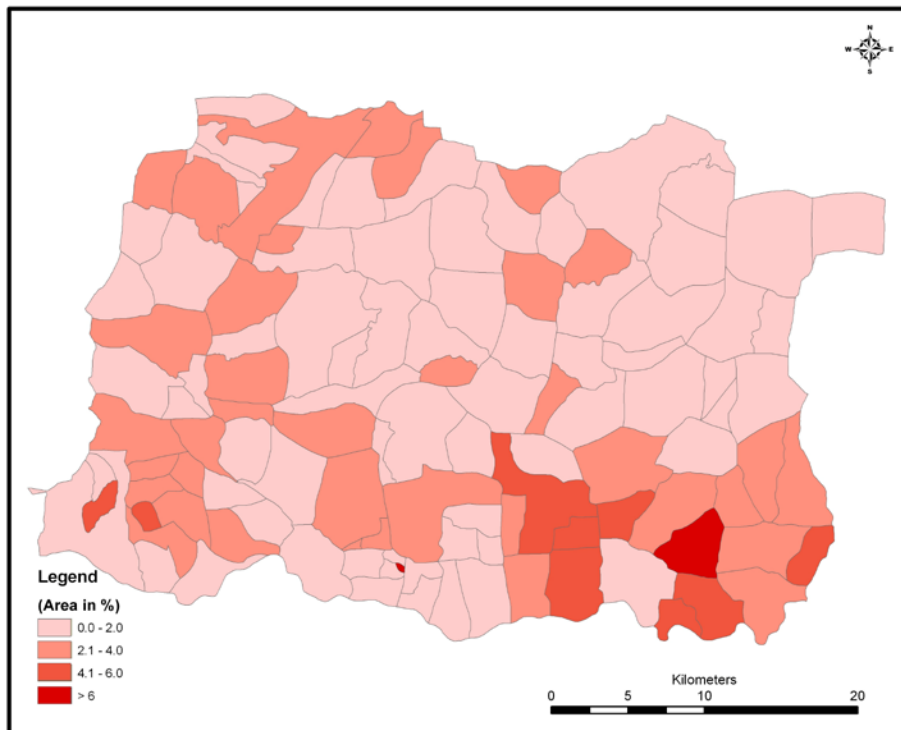 N
W E
S
Legend
(Area in %)
0.0 - 2.0
2.1 - 4.0
4.1 - 6.0
> 6
Kilometers
0 5 10 20